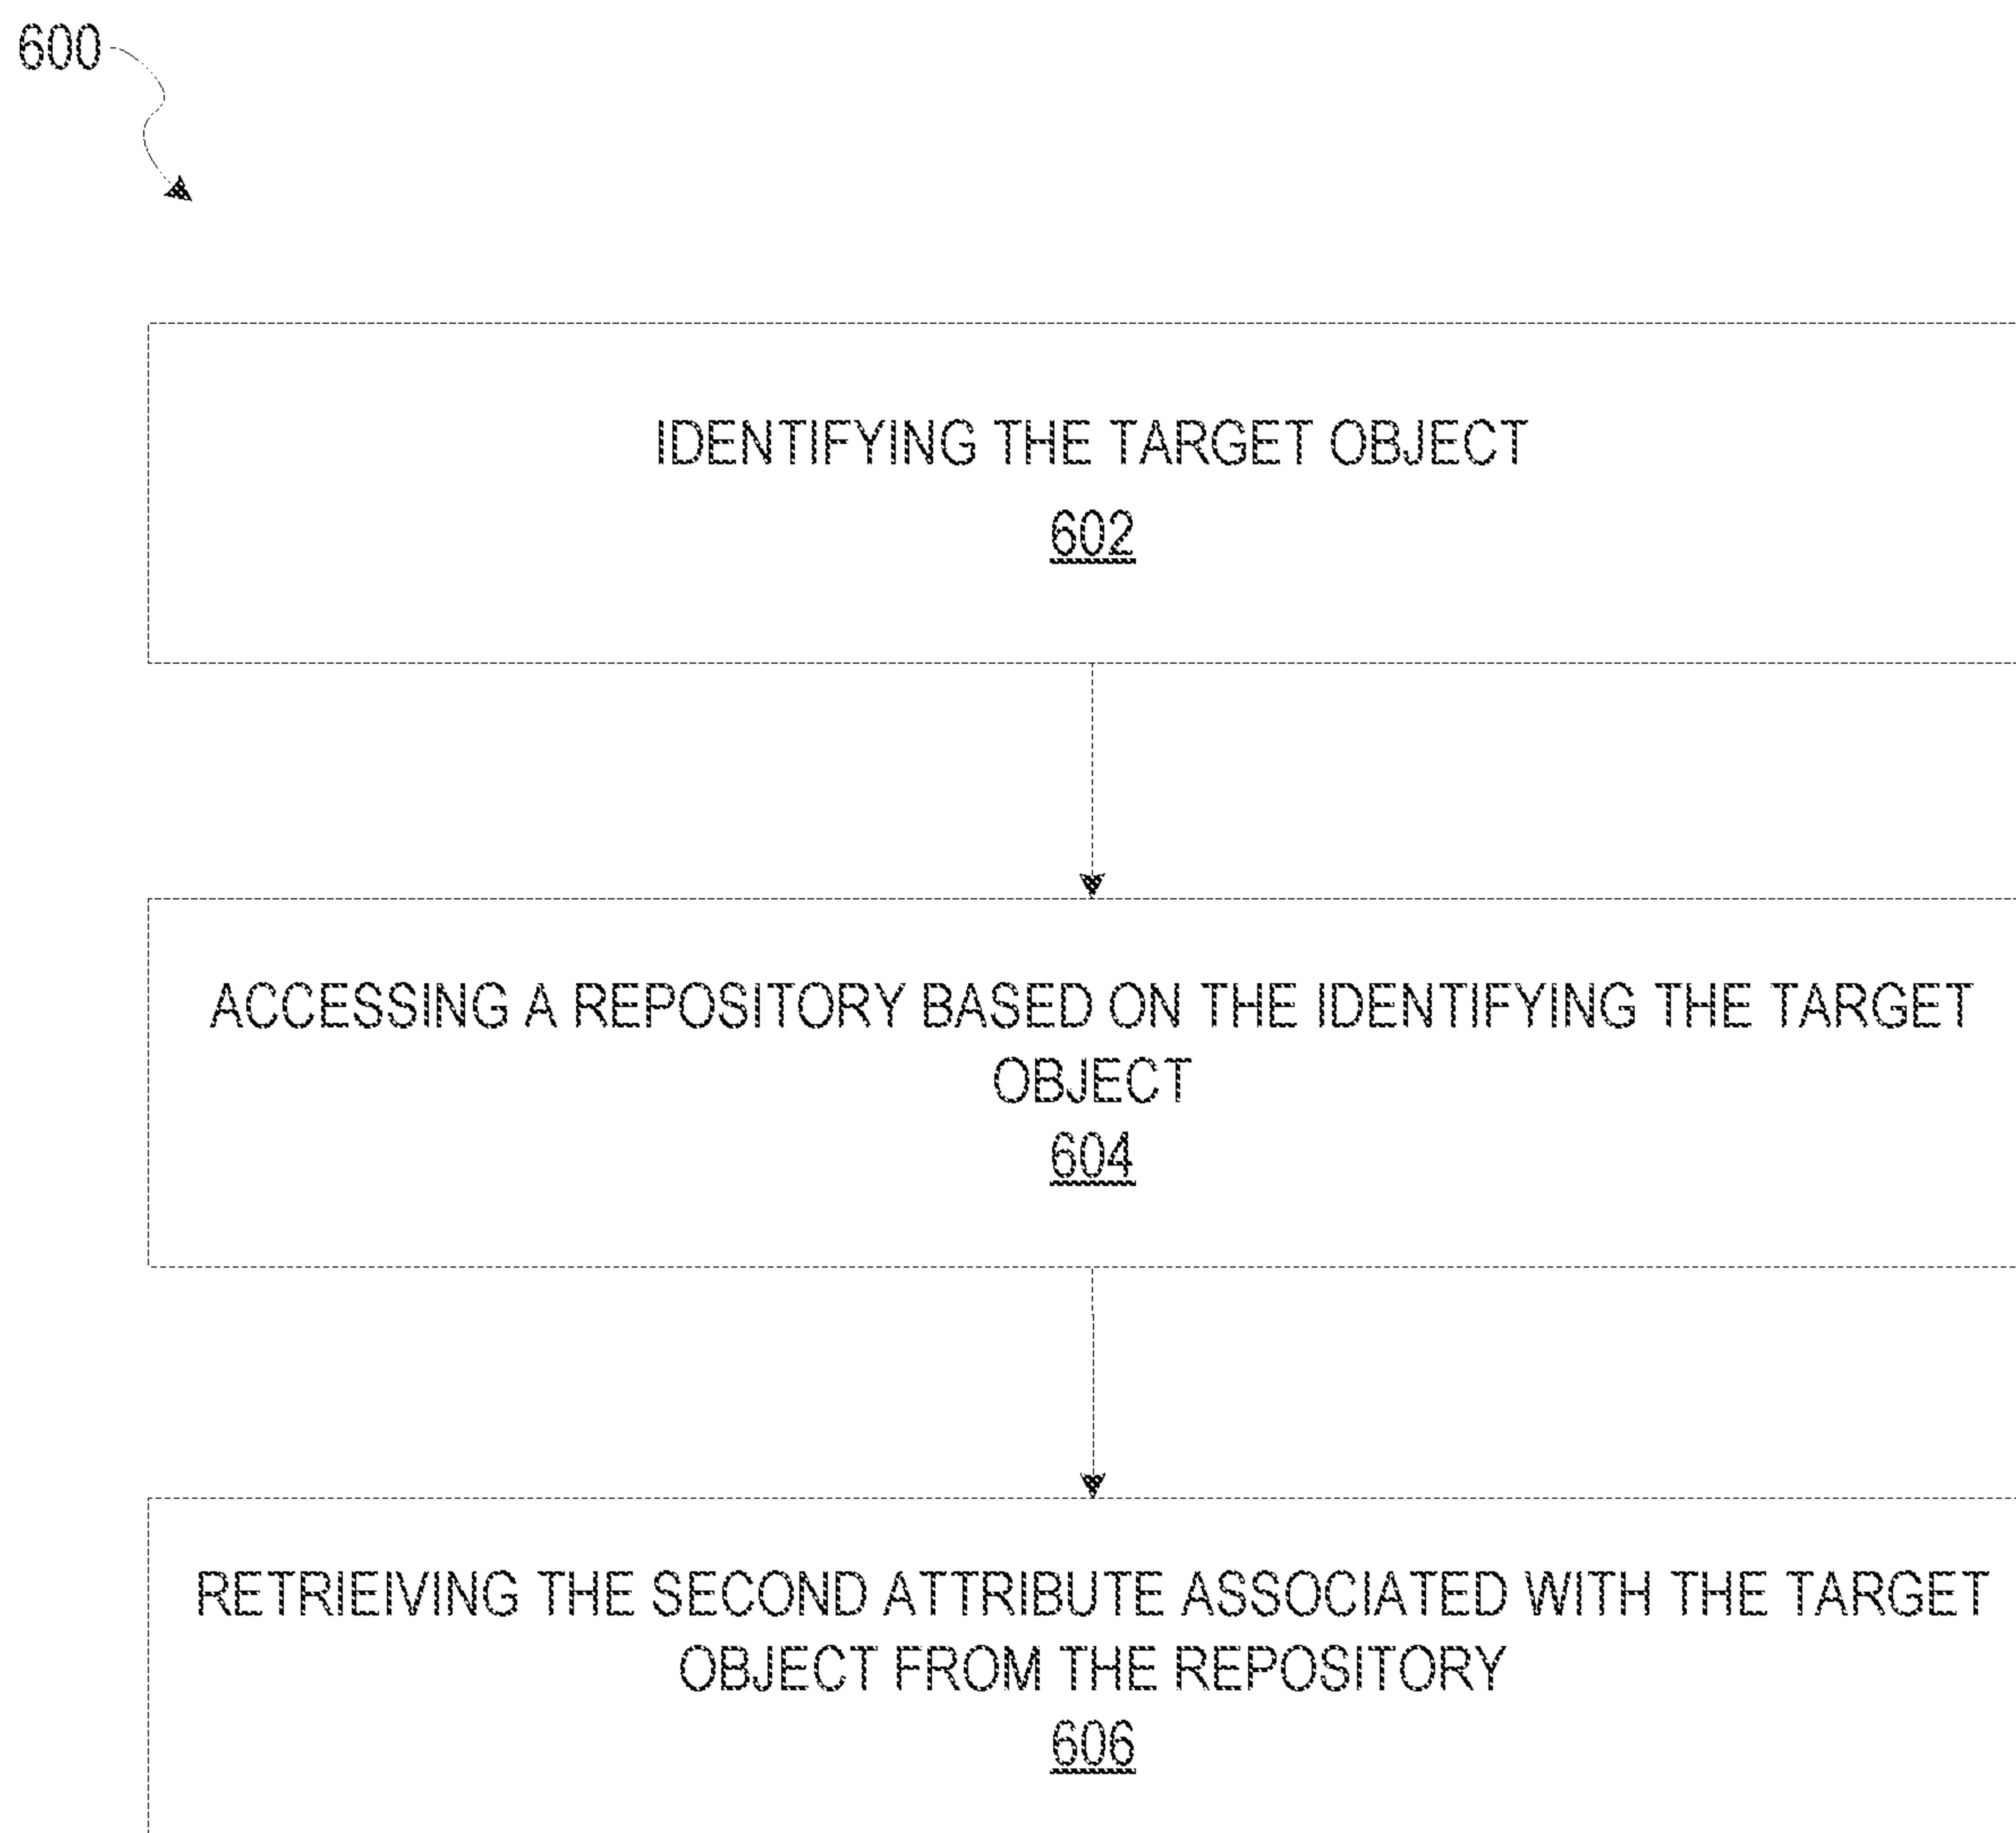 600
IDENTIFYING THE TARGET OBJECT
602
ACCESSING A REPOSITORY BASED ON THE IDENTIFYING THE TARGET
OBJECT
604
RETRIEIVING THE SECOND ATTRIBUTE ASSOCIATED WITH THE TARGET
OBJECT FROM THE REPOSITORY
606